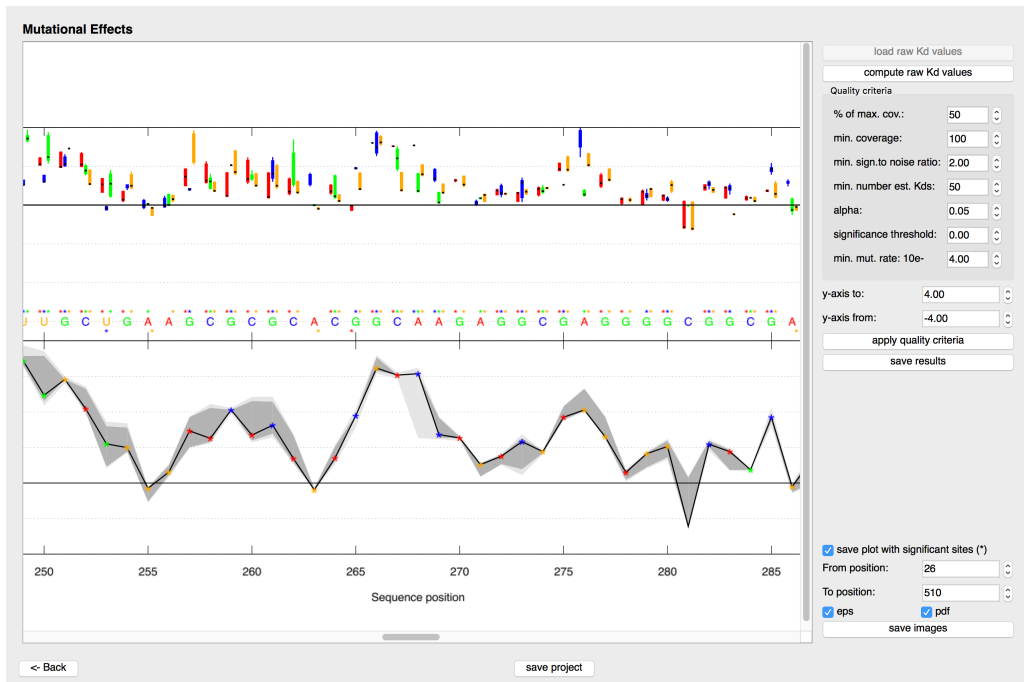 Mutational Effects
U U G C U G A A G C G C G C A C G G C A A G A G G C G A G G G G C G G C G A
250 255 260 265 270 275 280 285
Sequence position
load raw Kd values
compute raw Kd values
Quality criteria
% of max. cov.: 50
min. coverage: 100
min. sign.to noise ratio: 2.00
min. number est. Kds: 50
alpha: 0.05
significance threshold: 0.00
min. mut. rate: 10e- 4.00
y-axis to: 4.00
y-axis from: -4.00
apply quality criteria
save results
save plot with significant sites (*)
From position: 26
To position: 510
eps pdf
save images
<- Back
save project